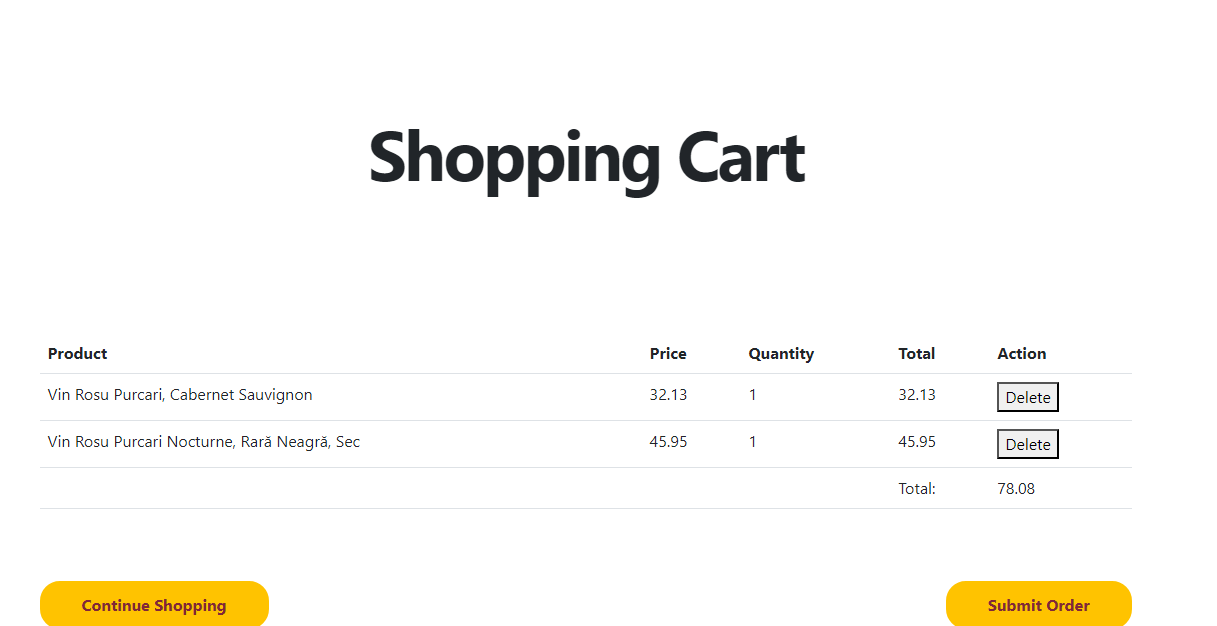 Shopping Cart
Product Price Quantity Total Action
Vin Rosu Purcari, Cabernet Sauvignon 32.13 1 32.13 Delete
Vin Rosu Purcari Nocturne, Rară Neagră, Sec 45.95 1 45.95 Delete
Total: 78.08
Continue Shopping Submit Order